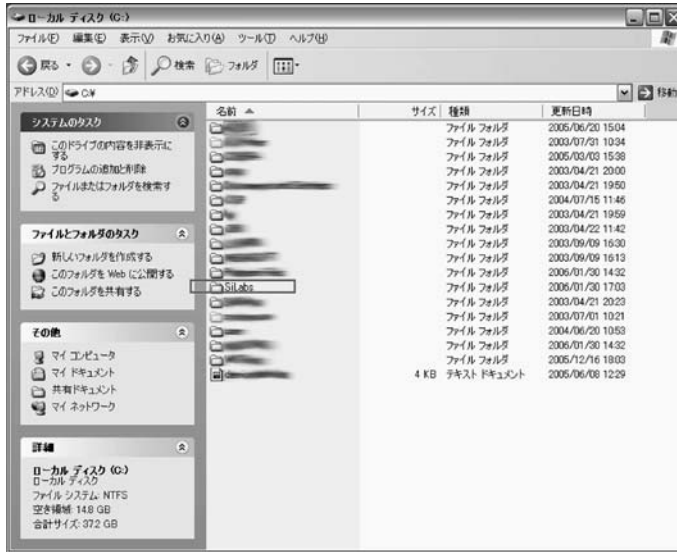 ローカル ディスク (C:)
ファイル(F) 編集(E) 表示(V) お気に入り(A) ツール(T) ヘルプ(H)
戻る 検索 フォルダ
アドレス(D) C:¥ 移動
システムのタスク
このドライブの内容を非表示に
する
プログラムの追加と削除
ファイルまたはフォルダを検索す
る
ファイルとフォルダのタスク
新しいフォルダを作成する
このフォルダを Web に公開する
このフォルダを共有する
その他
マイ コンピュータ
マイ ドキュメント
共有ドキュメント
マイ ネットワーク
詳細
ローカル ディスク (C:)
ローカル ディスク
ファイル システム: NTFS
空き領域: 14.8 GB
合計サイズ: 37.2 GB
名前 サイズ 種類 更新日時
ファイル フォルダ 2005/06/20 15:04
ファイル フォルダ 2003/07/31 10:34
ファイル フォルダ 2005/03/03 15:38
ファイル フォルダ 2003/04/21 20:00
ファイル フォルダ 2003/04/21 19:50
ファイル フォルダ 2004/07/15 11:46
ファイル フォルダ 2003/04/21 19:59
ファイル フォルダ 2003/04/22 11:42
ファイル フォルダ 2003/09/09 16:30
ファイル フォルダ 2003/09/09 16:13
ファイル フォルダ 2006/01/30 14:32
SiLabs ファイル フォルダ 2006/01/30 17:03
ファイル フォルダ 2003/04/21 20:23
ファイル フォルダ 2003/07/01 10:21
ファイル フォルダ 2004/06/20 10:53
ファイル フォルダ 2006/01/30 14:32
ファイル フォルダ 2005/12/16 18:03
4 KB テキスト ドキュメント 2005/06/08 12:29